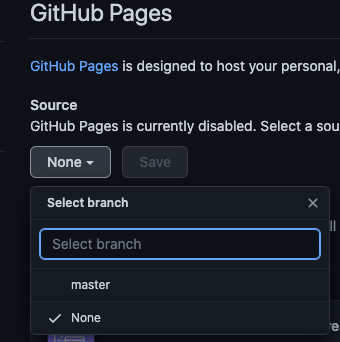 GitHub Pages
GitHub Pages is designed to host your personal,
Source
GitHub Pages is currently disabled. Select a sou
None
Save
Select branch
Select branch
master
None